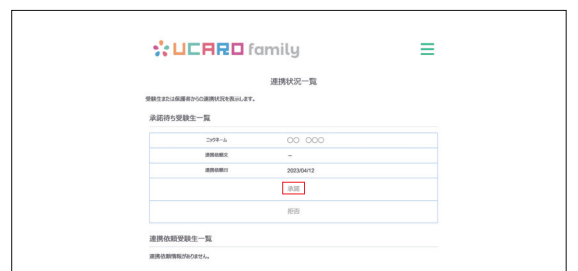 UCARO family
連携状況一覧
受験生または保護者からの連携状況を表示します。
承諾待ち受験生一覧
ニックネーム ○○ ○○○
連携依頼文 −
連携依頼日 2023/04/12
承諾
拒否
連携依頼受験生一覧
連携依頼情報がありません。